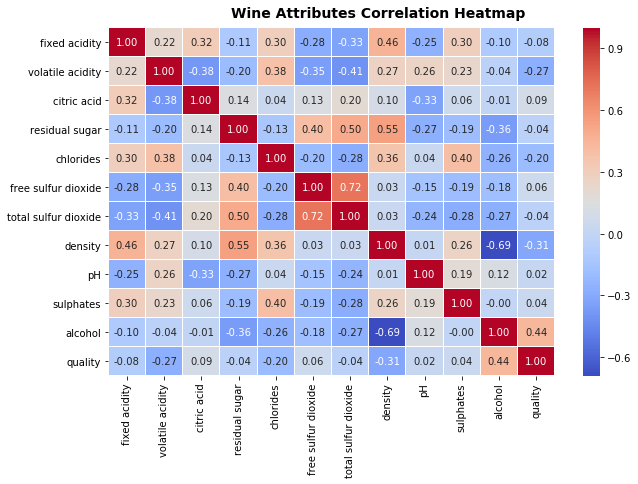 Wine Attributes Correlation Heatmap
fixed acidity 1.00 0.22 0.32 -0.11 0.30 -0.28 -0.33 0.46 -0.25 0.30 -0.10 -0.08
volatile acidity 0.22 1.00 -0.38 -0.20 0.38 -0.35 -0.41 0.27 0.26 0.23 -0.04 -0.27
citric acid 0.32 -0.38 1.00 0.14 0.04 0.13 0.20 0.10 -0.33 0.06 -0.01 0.09
residual sugar -0.11 -0.20 0.14 1.00 -0.13 0.40 0.50 0.55 -0.27 -0.19 -0.36 -0.04
chlorides 0.30 0.38 0.04 -0.13 1.00 -0.20 -0.28 0.36 0.04 0.40 -0.26 -0.20
free sulfur dioxide -0.28 -0.35 0.13 0.40 -0.20 1.00 0.72 0.03 -0.15 -0.19 -0.18 0.06
total sulfur dioxide -0.33 -0.41 0.20 0.50 -0.28 0.72 1.00 0.03 -0.24 -0.28 -0.27 -0.04
density 0.46 0.27 0.10 0.55 0.36 0.03 0.03 1.00 0.01 0.26 -0.69 -0.31
pH -0.25 0.26 -0.33 -0.27 0.04 -0.15 -0.24 0.01 1.00 0.19 0.12 0.02
sulphates 0.30 0.23 0.06 -0.19 0.40 -0.19 -0.28 0.26 0.19 1.00 -0.00 0.04
alcohol -0.10 -0.04 -0.01 -0.36 -0.26 -0.18 -0.27 -0.69 0.12 -0.00 1.00 0.44
quality -0.08 -0.27 0.09 -0.04 -0.20 0.06 -0.04 -0.31 0.02 0.04 0.44 1.00
fixed acidity
volatile acidity
citric acid
residual sugar
chlorides
free sulfur dioxide
total sulfur dioxide
density
pH
sulphates
alcohol
quality
0.9
0.6
0.3
0.0
−0.3
−0.6